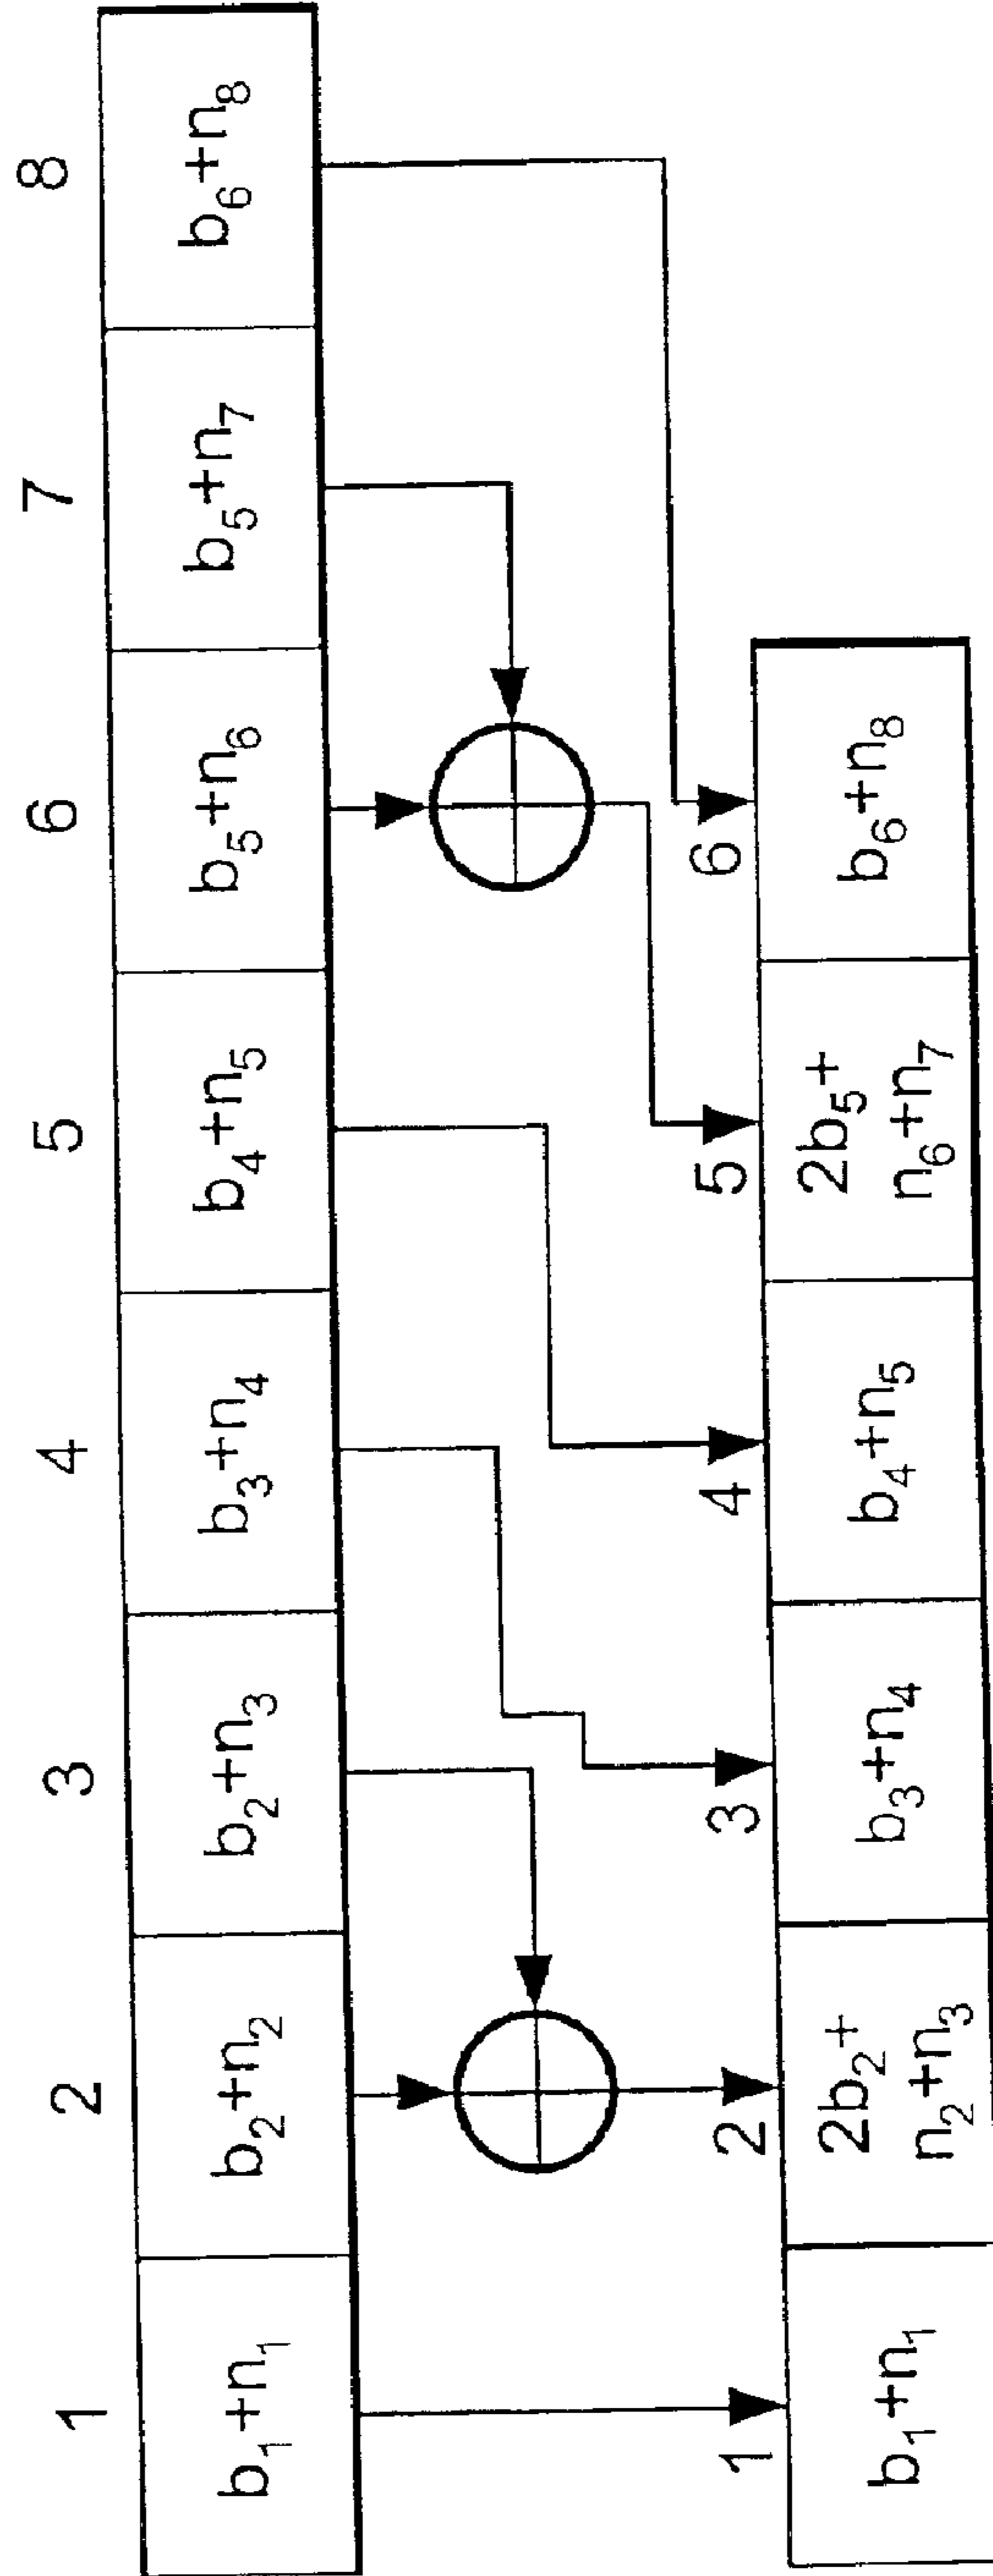 1 2 3 4 5 6 7 8
b₁+n₁ b₂+n₂ b₂+n₃ b₃+n₄ b₄+n₅ b₅+n₆ b₅+n₇ b₆+n₈
1 2 3 4 5 6
b₁+n₁ 2b₂+ b₃+n₄ b₄+n₅ 2b₅+ b₆+n₈
n₂+n₃ n₆+n₇